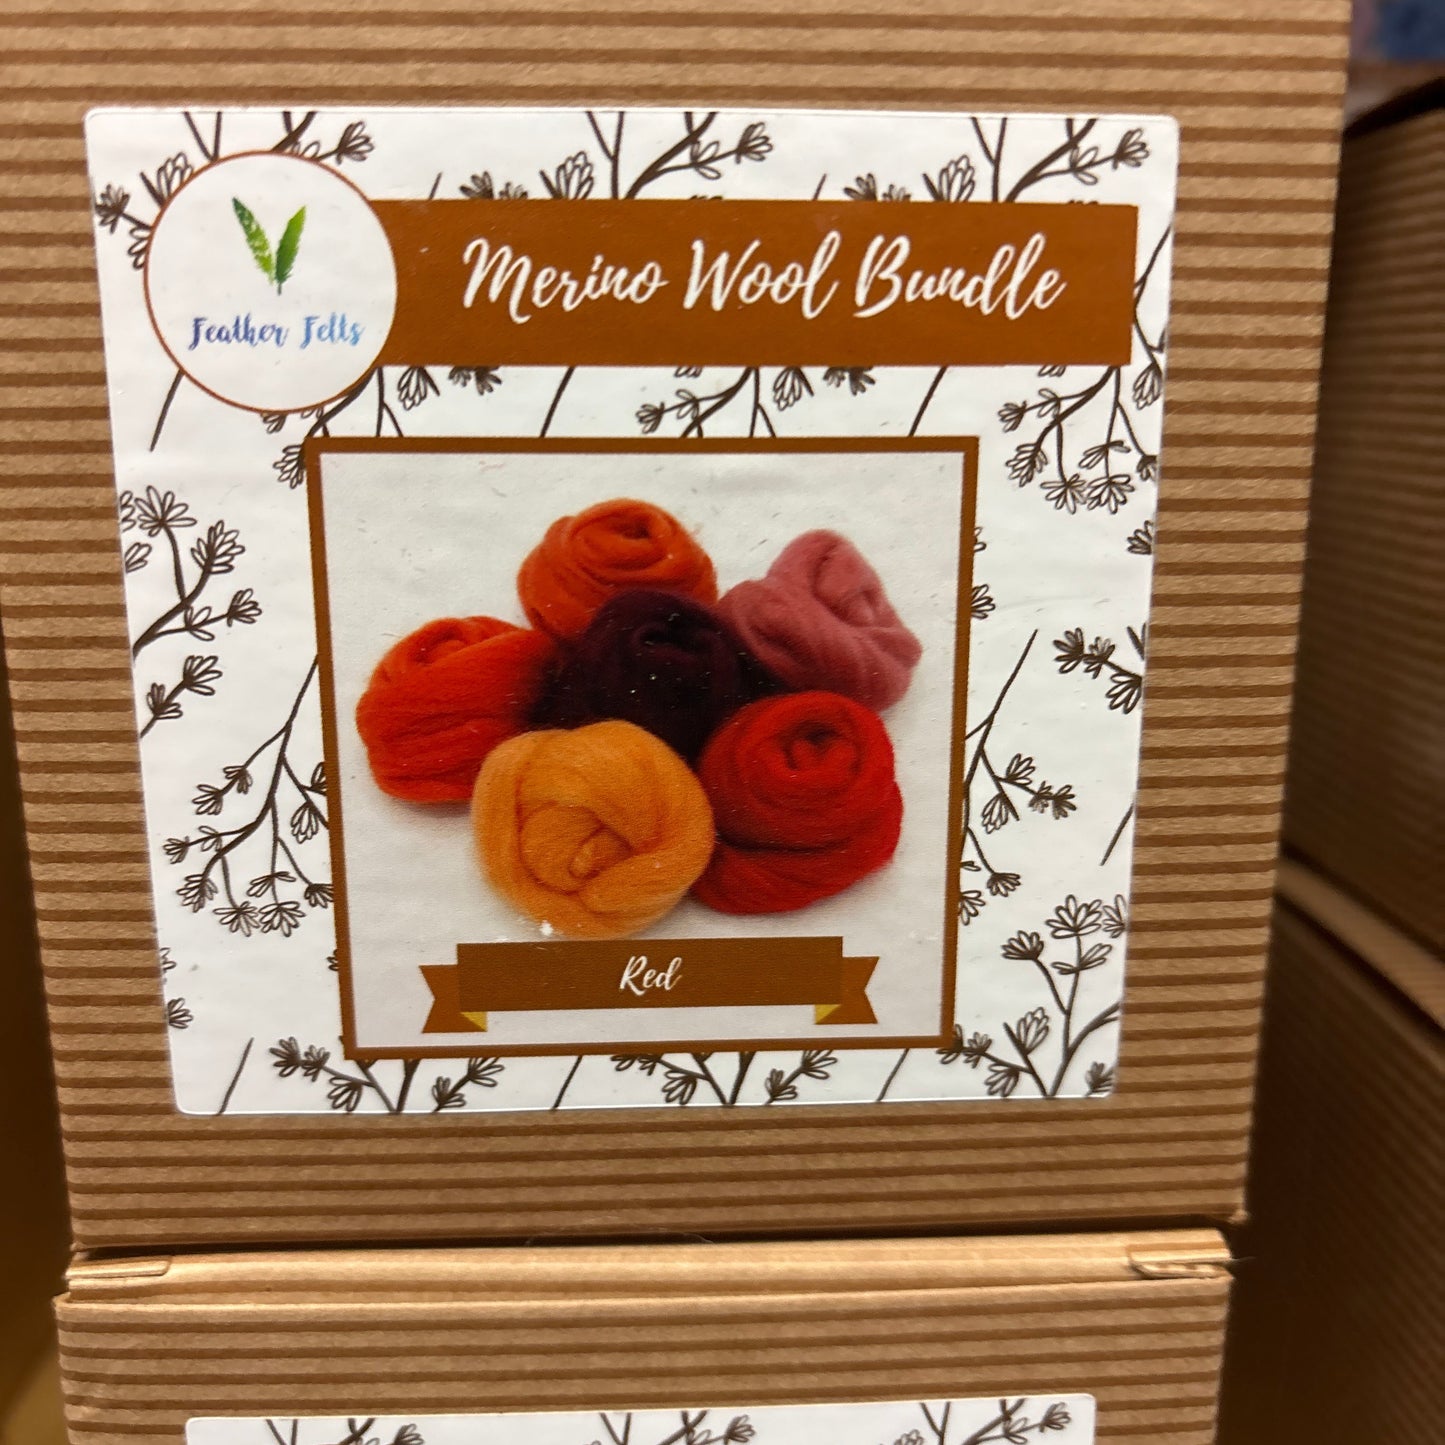 Feather Felts
Merino Wool Bundle
Red